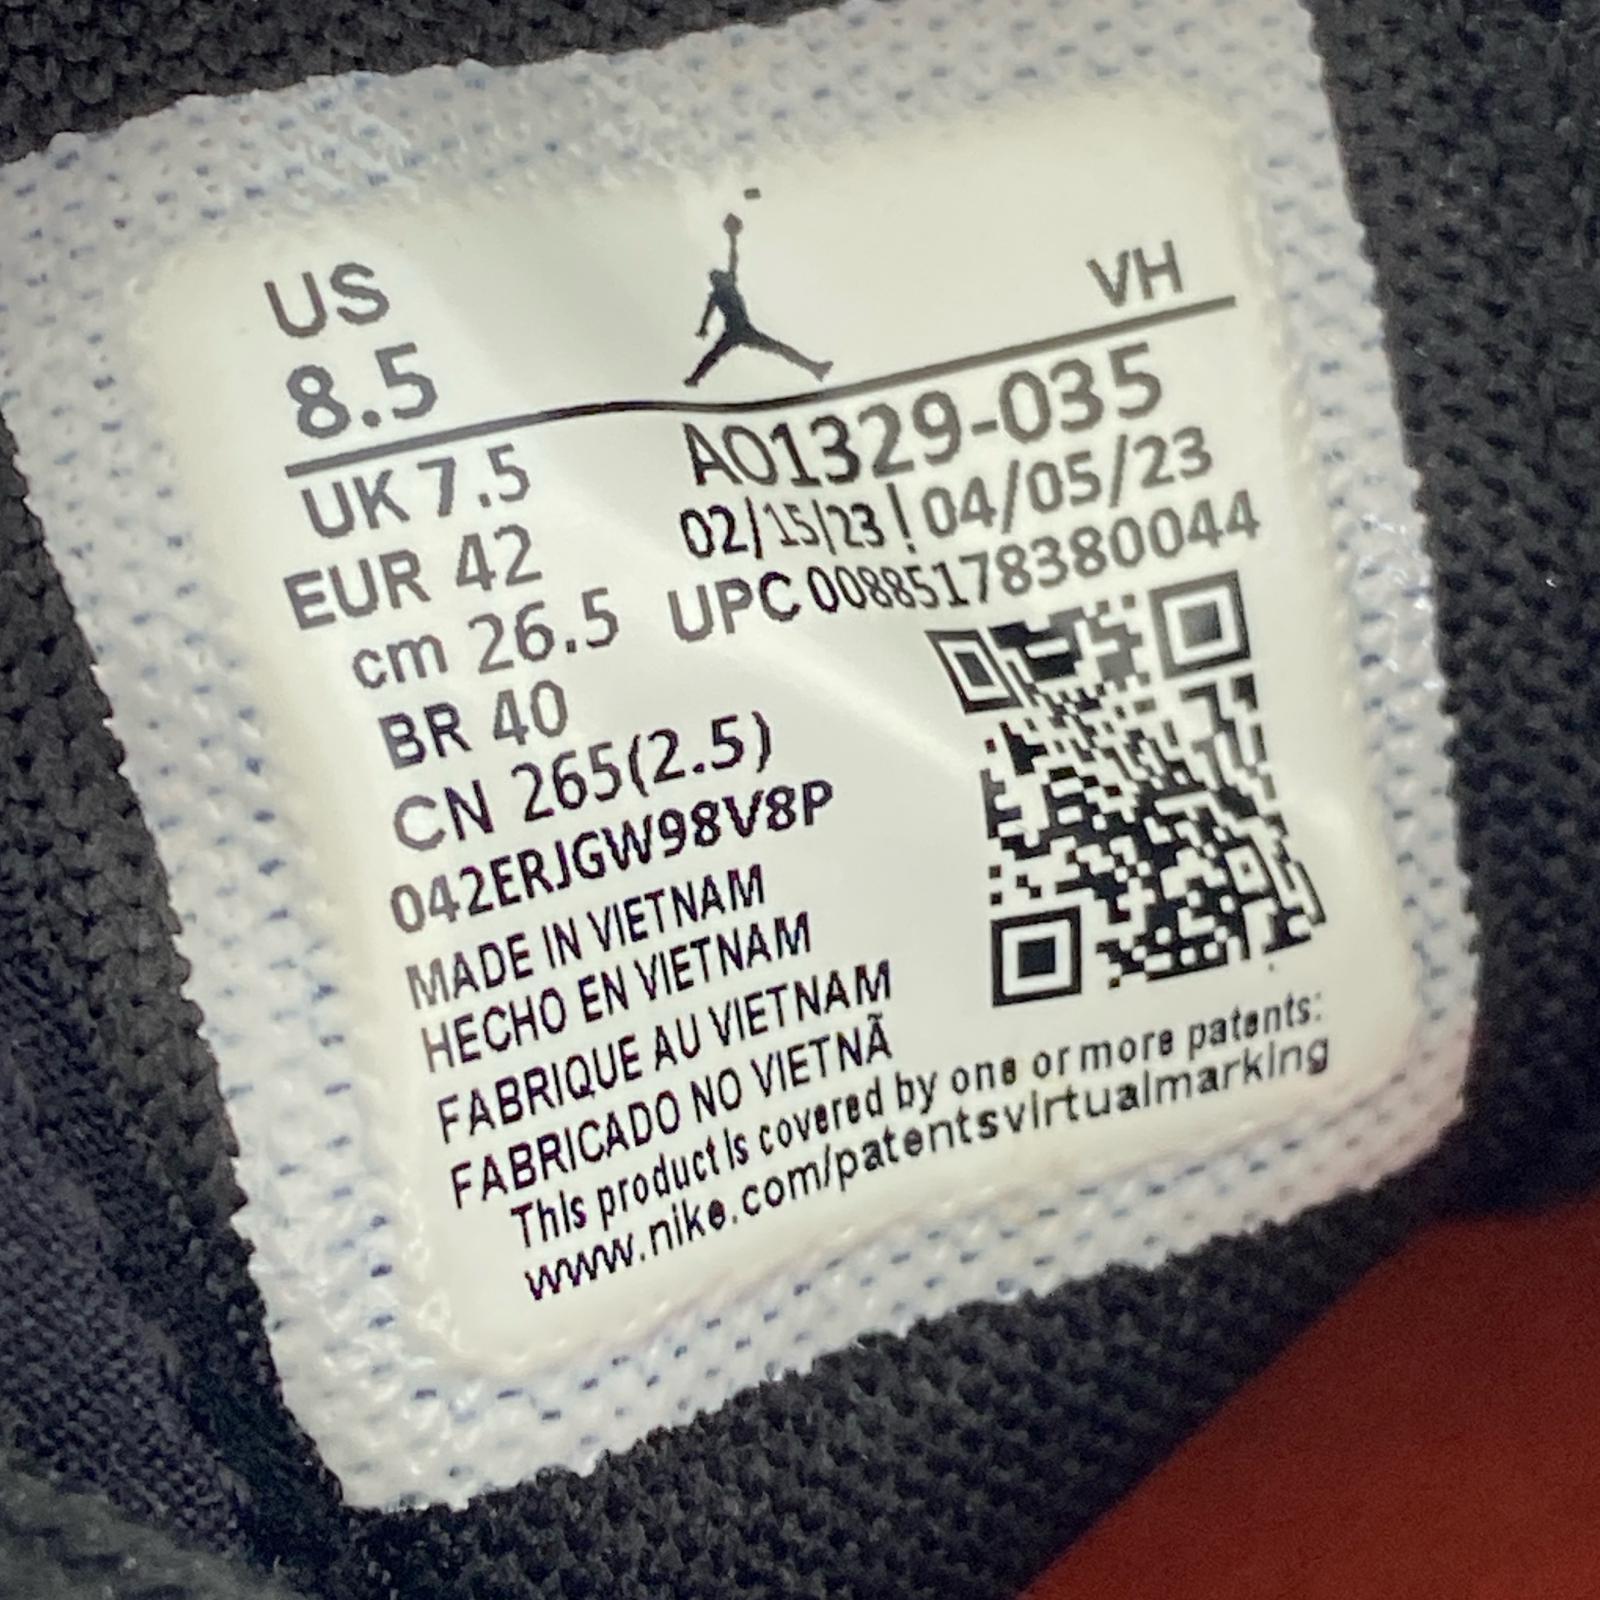 US
VH
8.5
UK 7.5
AO1329-035
EUR 42
02/15/23 | 04/05/23
cm 26.5
UPC 00885178380044
BR 40
CN 265(2.5)
042ERJGW98V8P
MADE IN VIETNAM
HECHO EN VIETNAM
FABRIQUE AU VIETNAM
FABRICADO NO VIETNÃ
This product is covered by one or more patents:
www.nike.com/patentsvirtualmarking